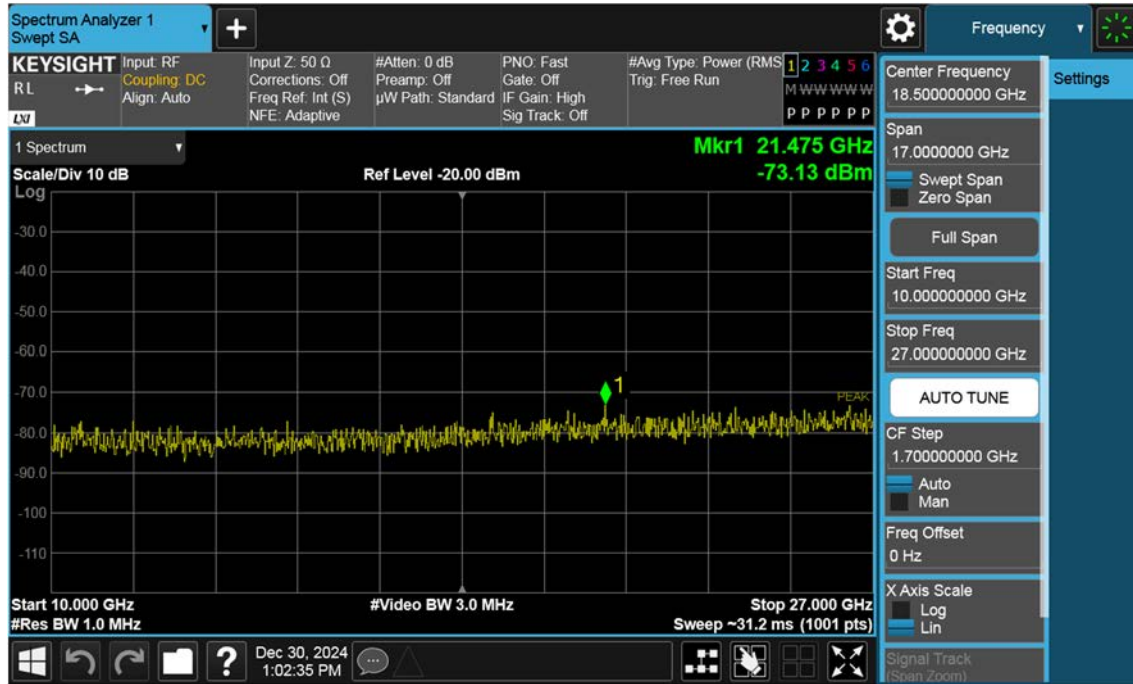 Spectrum Analyzer 1
Swept SA
+
Frequency
KEYSIGHT
RL
LXI
Input: RF
Coupling: DC
Align: Auto
Input Z: 50 Ω
Corrections: Off
Freq Ref: Int (S)
NFE: Adaptive
#Atten: 0 dB
Preamp: Off
µW Path: Standard
PNO: Fast
Gate: Off
IF Gain: High
Sig Track: Off
#Avg Type: Power (RMS
Trig: Free Run
1 2 3 4 5 6
M W W W W W
P P P P P P
1 Spectrum
Mkr1 21.475 GHz
-73.13 dBm
Scale/Div 10 dB
Ref Level -20.00 dBm
Log
-30.0
-40.0
-50.0
-60.0
-70.0
-80.0
-90.0
-100
-110
1
PEAK
Start 10.000 GHz
#Video BW 3.0 MHz
Stop 27.000 GHz
#Res BW 1.0 MHz
Sweep ~31.2 ms (1001 pts)
?
Dec 30, 2024
1:02:35 PM
Center Frequency
18.500000000 GHz
Settings
Span
17.0000000 GHz
Swept Span
Zero Span
Full Span
Start Freq
10.000000000 GHz
Stop Freq
27.000000000 GHz
AUTO TUNE
CF Step
1.700000000 GHz
Auto
Man
Freq Offset
0 Hz
X Axis Scale
Log
Lin
Signal Track
(Span Zoom)